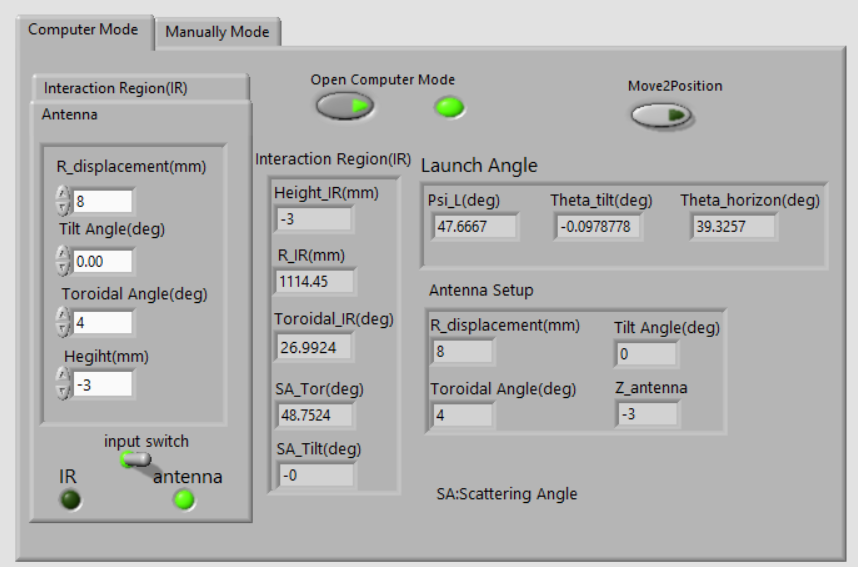 Computer Mode
Manually Mode
Interaction Region(IR)
Antenna
R_displacement(mm)
8
Tilt Angle(deg)
0.00
Toroidal Angle(deg)
4
Hegiht(mm)
-3
input switch
IR
antenna
Open Computer Mode
Move2Position
Interaction Region(IR)
Height_IR(mm)
-3
R_IR(mm)
1114.45
Toroidal_IR(deg)
26.9924
SA_Tor(deg)
48.7524
SA_Tilt(deg)
-0
Launch Angle
Psi_L(deg)
47.6667
Theta_tilt(deg)
-0.0978778
Theta_horizon(deg)
39.3257
Antenna Setup
R_displacement(mm)
8
Tilt Angle(deg)
0
Toroidal Angle(deg)
4
Z_antenna
-3
SA:Scattering Angle